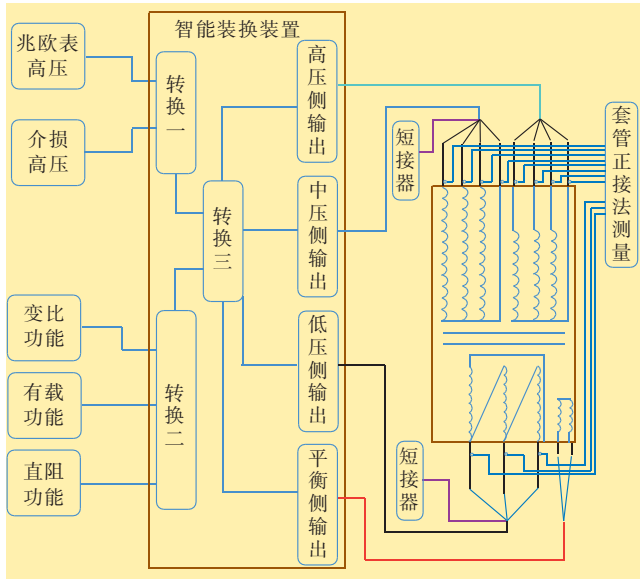 智能装换装置
兆欧表
高压
介损
高压
变比
功能
有载
功能
直阻
功能
转换一
转换三
转换二
高压侧输出
中压侧输出
低压侧输出
平衡侧输出
短接器
短接器
套管正接法测量